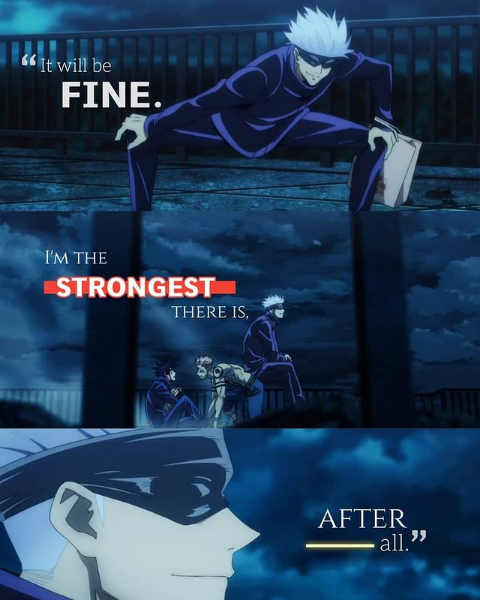 “It will be
FINE.
I'M THE
STRONGEST
THERE IS,
AFTER
all.”